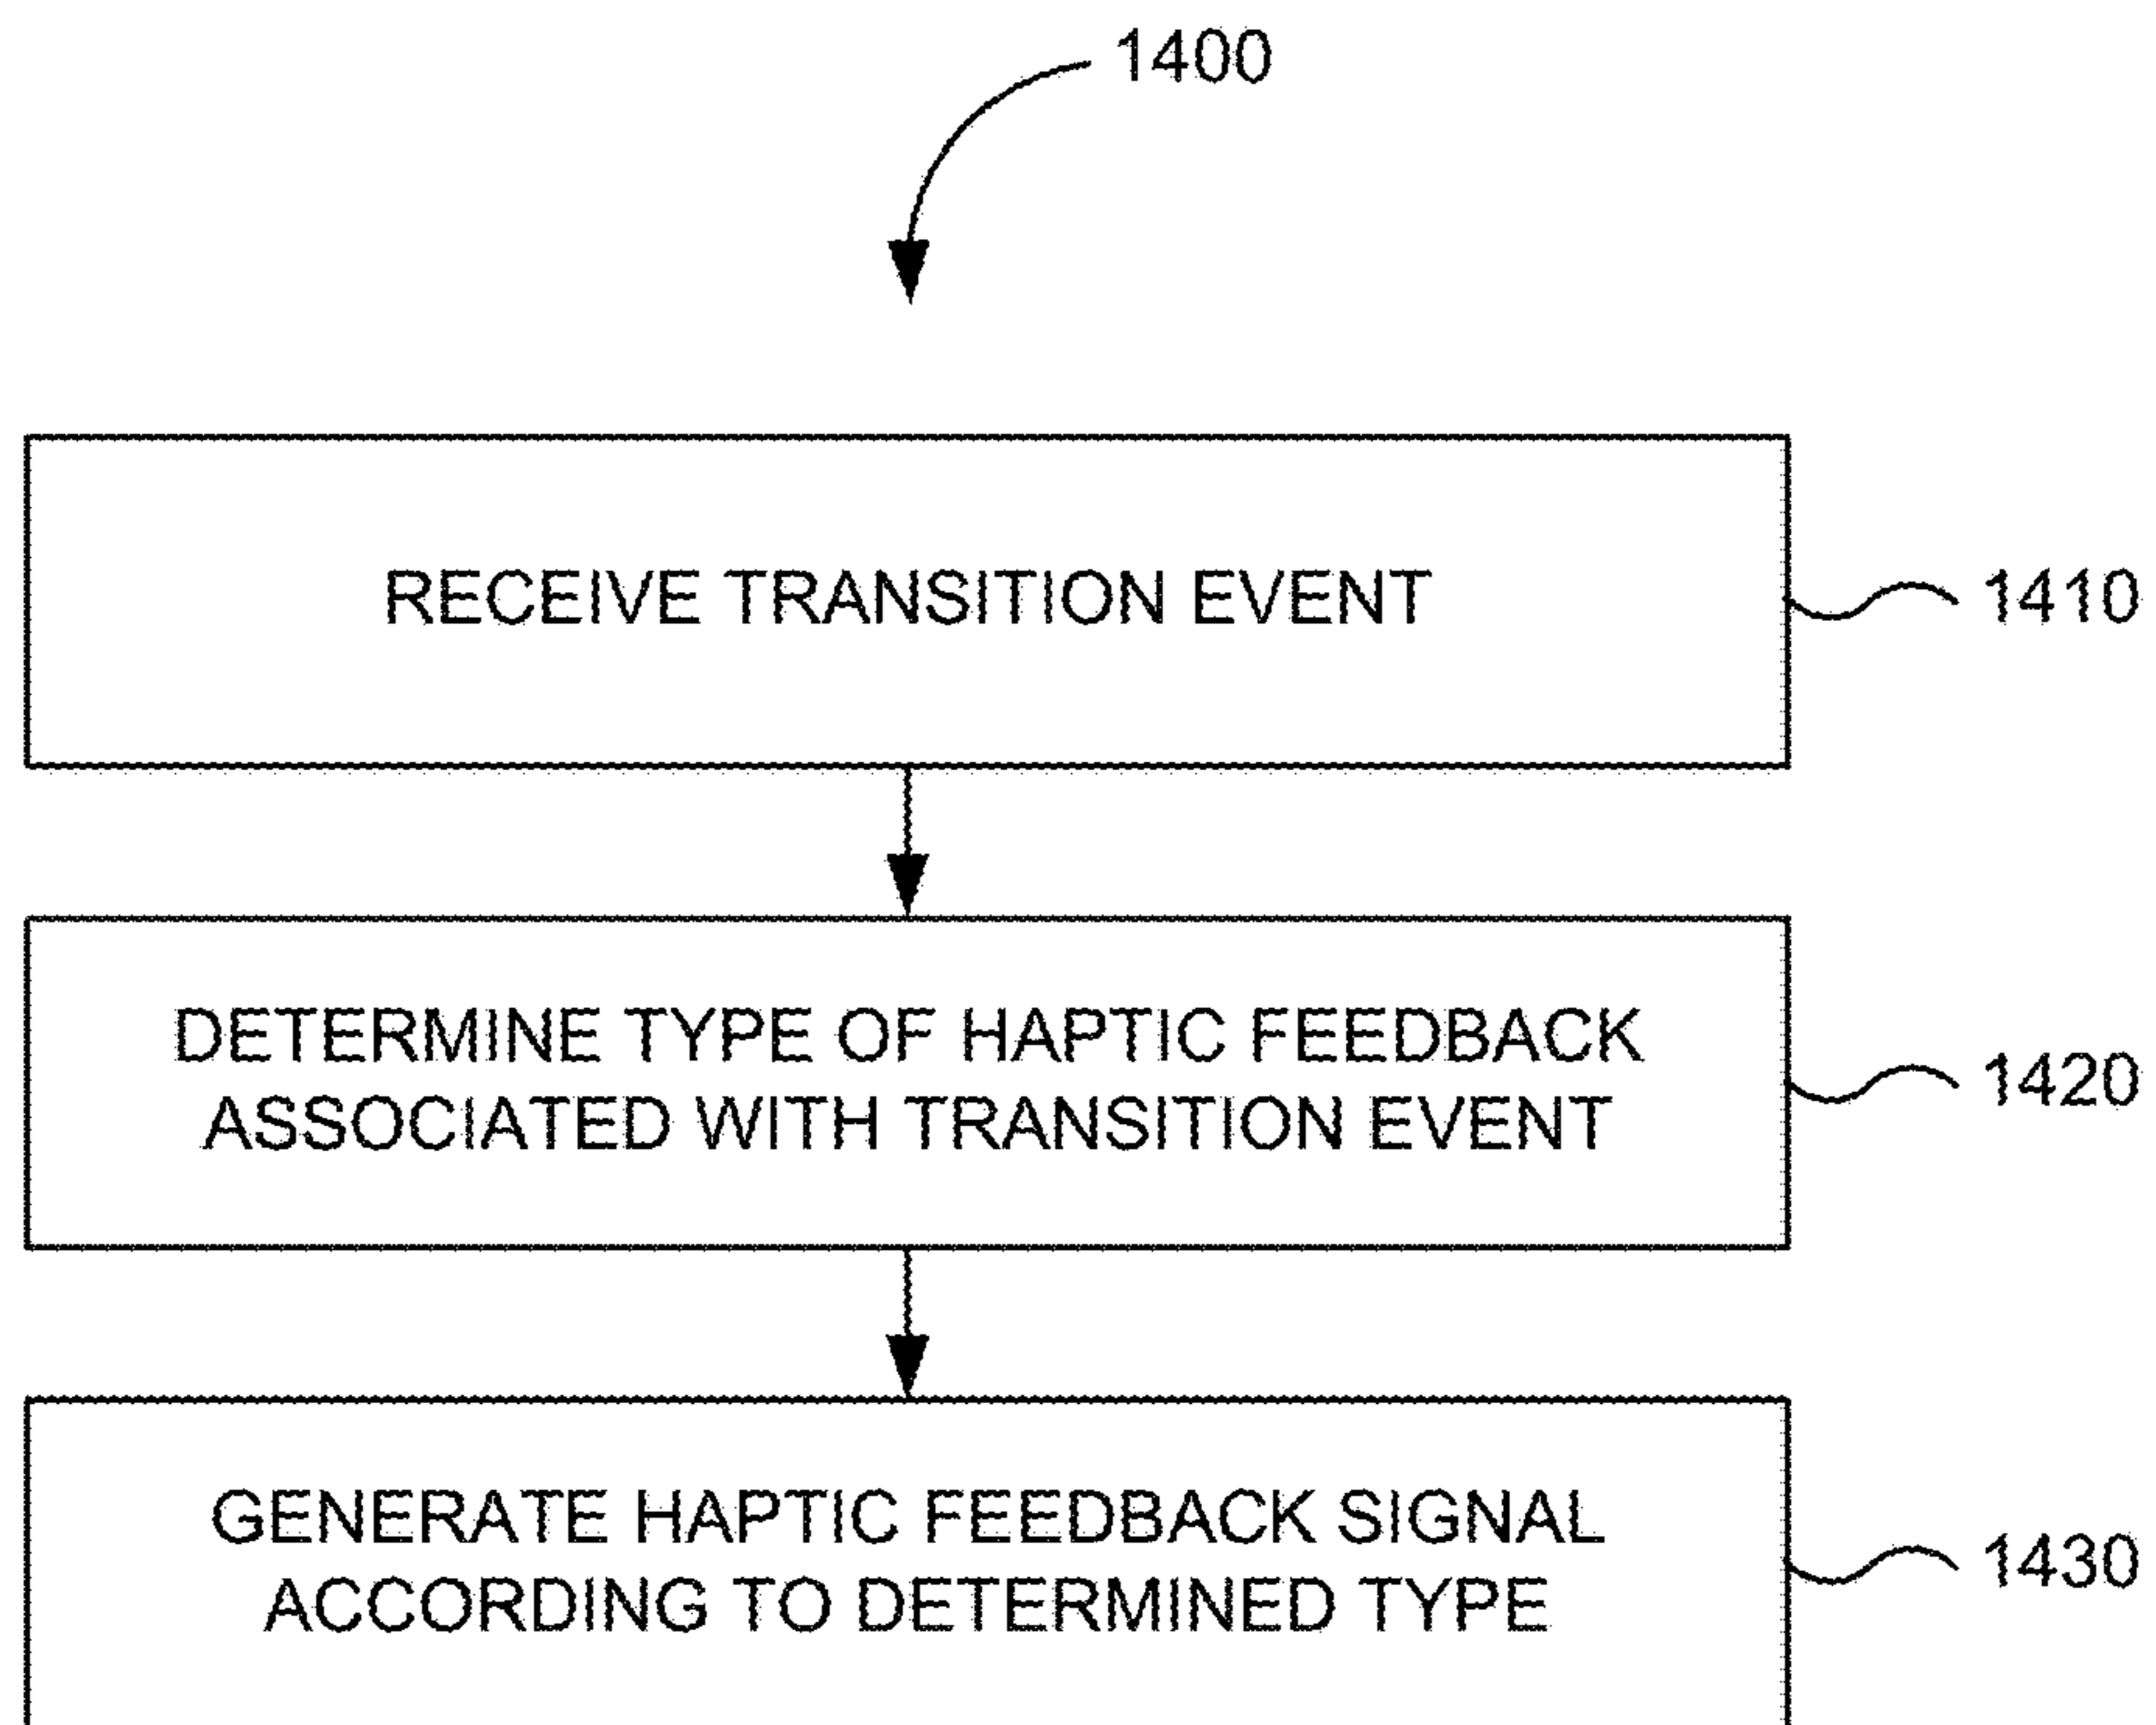 1400
RECEIVE TRANSITION EVENT
1410
DETERMINE TYPE OF HAPTIC FEEDBACK
ASSOCIATED WITH TRANSITION EVENT
1420
GENERATE HAPTIC FEEDBACK SIGNAL
ACCORDING TO DETERMINED TYPE
1430